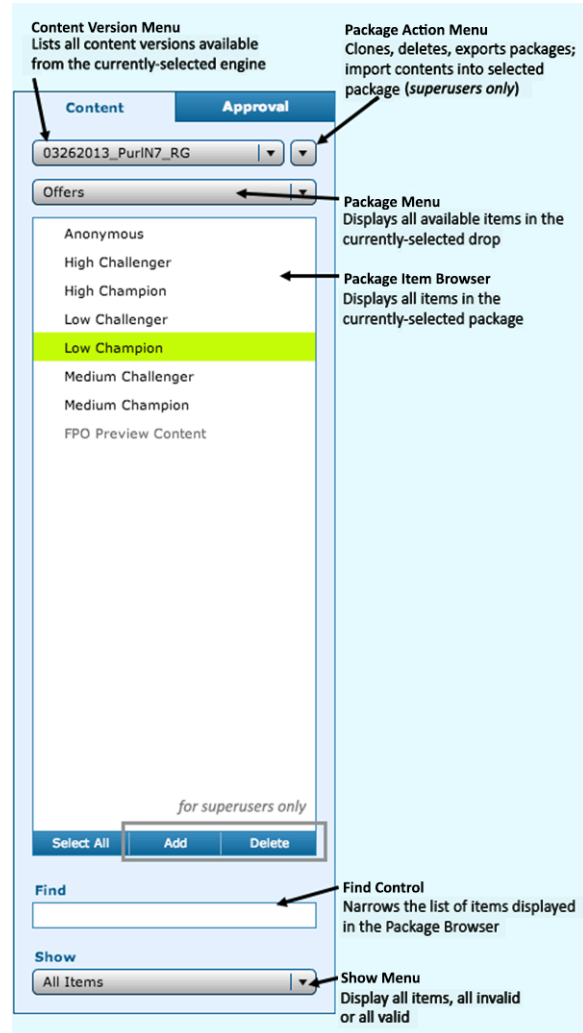 Content Version Menu
Lists all content versions available
from the currently-selected engine
Package Action Menu
Clones, deletes, exports packages;
import contents into selected
package (superusers only)
Content
Approval
03262013_PurlN7_RG
Offers
Package Menu
Displays all available items in the
currently-selected drop
Anonymous
High Challenger
High Champion
Low Challenger
Low Champion
Medium Challenger
Medium Champion
FPO Preview Content
Package Item Browser
Displays all items in the
currently-selected package
for superusers only
Select All
Add
Delete
Find
Find Control
Narrows the list of items displayed
in the Package Browser
Show
All Items
Show Menu
Display all items, all invalid
or all valid